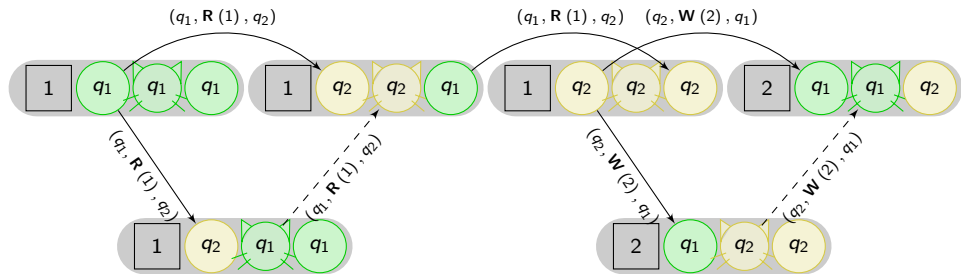 (q₁, R (1) , q₂)
(q₁, R (1) , q₂)
(q₂, W (2) , q₁)
1 q₁ q₁ q₁
1 q₂ q₂ q₁
1 q₂ q₂ q₂
2 q₁ q₁ q₂
(q₁, R (1) , q₂)
(q₁, R (1) , q₂)
(q₂, W (2) , q₁)
(q₂, W (2) , q₁)
1 q₂ q₁ q₁
2 q₁ q₂ q₂